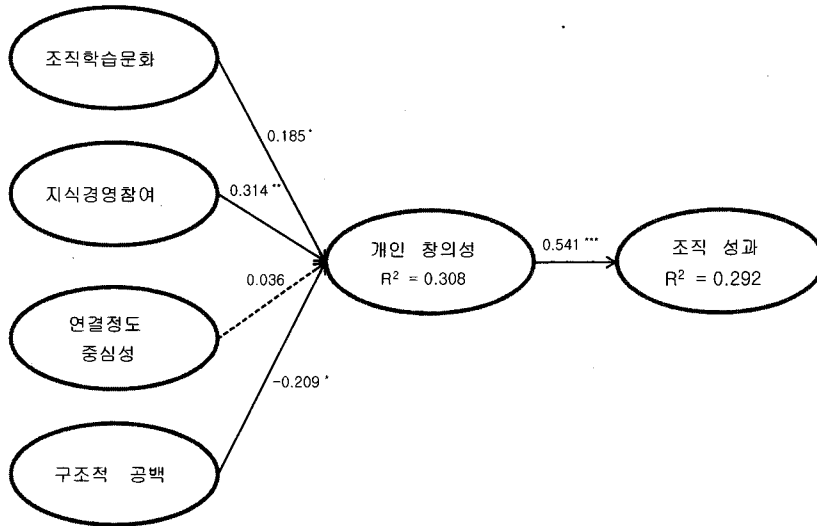 조직학습문화
0.185 *
지식경영참여
0.314 **
개인 창의성
R² = 0.308
0.541 ***
조직 성과
R² = 0.292
0.036
연결정도
중심성
-0.209 *
구조적 공백